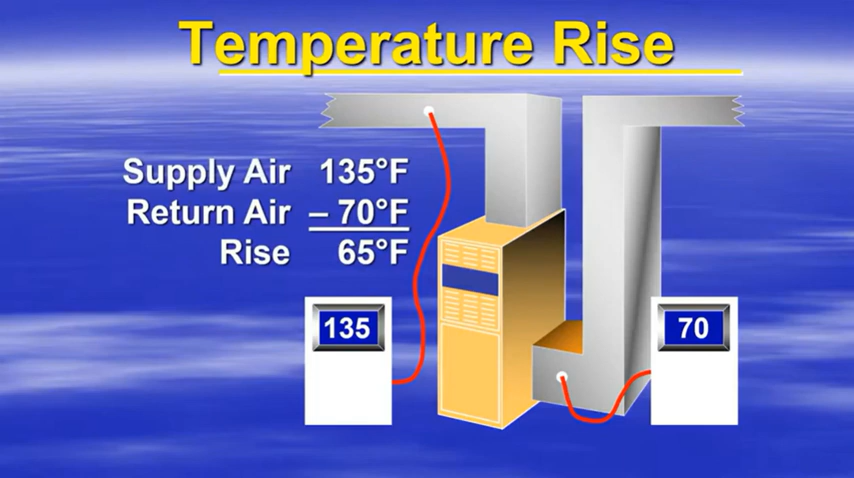 Temperature Rise
Supply Air 135°F
Return Air – 70°F
Rise 65°F
135
70